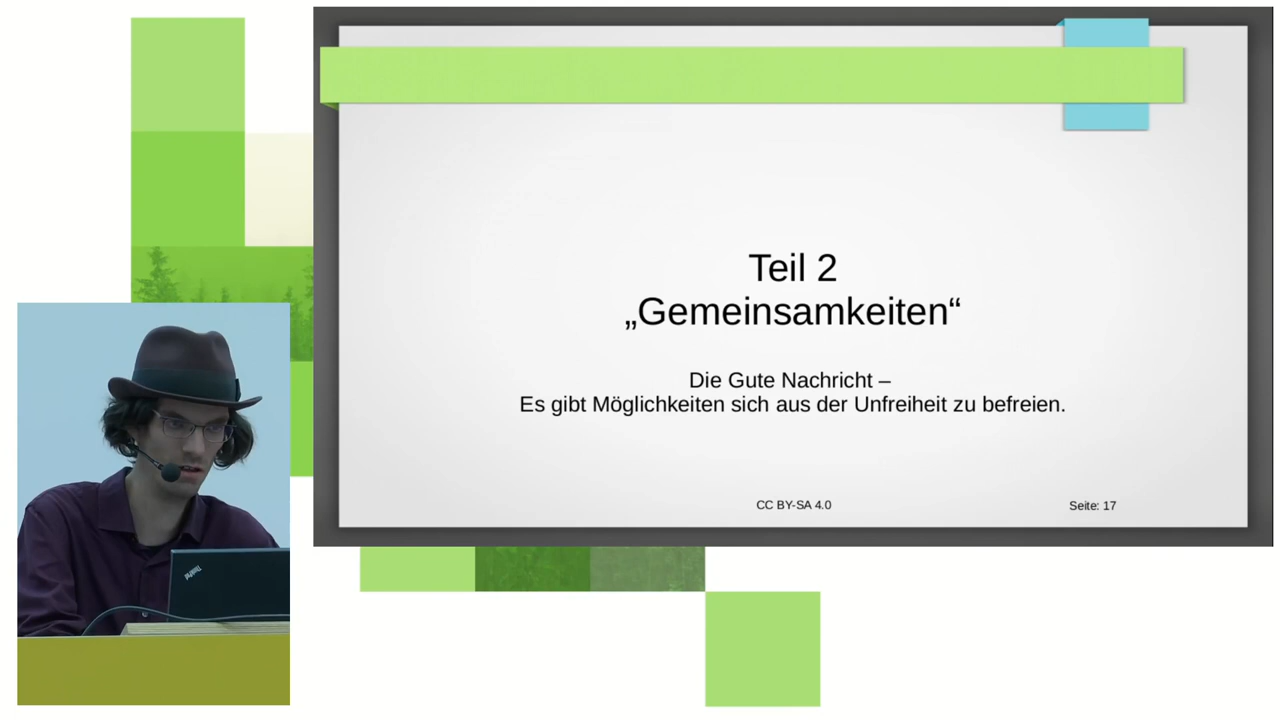 Teil 2
„Gemeinsamkeiten“
Die Gute Nachricht –
Es gibt Möglichkeiten sich aus der Unfreiheit zu befreien.
CC BY-SA 4.0
Seite: 17
ThinkPad